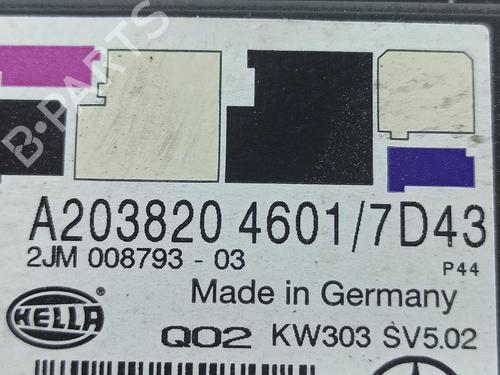 B-PARTS
A203820 4601/7D43
2JM 008793 - 03
P44
Made in Germany
HELLA
Q02 KW303 SV5.02